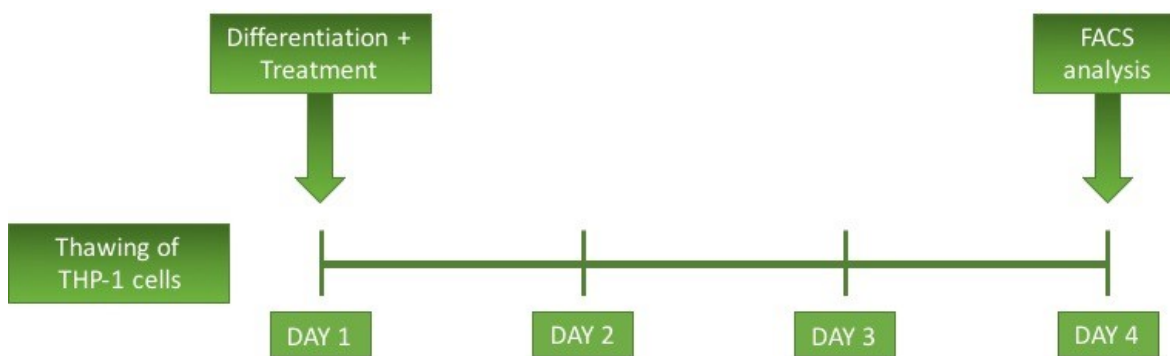 Differentiation +
Treatment
FACS
analysis
Thawing of
THP-1 cells
DAY 1
DAY 2
DAY 3
DAY 4